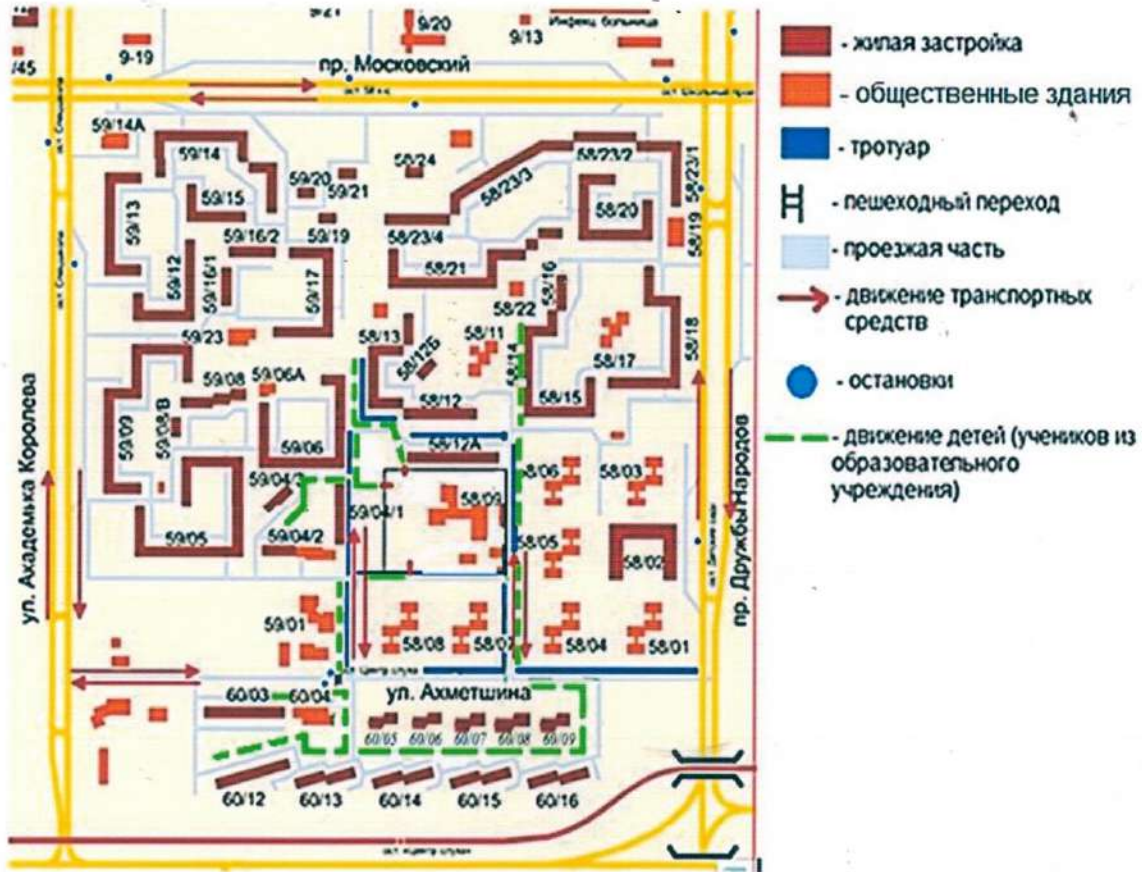 9/21
9/20
9/13
Инфекц. больница
9-19
/45
пр. Московский
59/14А
59/14
59/20
59/21
58/24
58/23/2
58/23/1
58/23/3
59/15
58/20
59/13
59/16/2
59/19
58/23/4
58/19
59/12
59/16/1
59/17
58/21
58/16
58/22
58/13
58/11
59/23
58/14
58/18
58/12Б
58/17
59/08
59/06А
58/12
58/15
ул. Академика Королева
59/09
59/08/В
59/06
58/12А
58/06
58/03
59/04/3
59/04/1
58/09
59/05
59/04/2
58/05
58/02
пр. Дружбы Народов
59/01
58/08
58/07
58/04
58/01
60/03
60/04
ул. Ахметшина
60/05
60/06
60/07
60/08
60/09
60/12
60/13
60/14
60/15
60/16
- жилая застройка
- общественные здания
- тротуар
- пешеходный переход
- проезжая часть
- движение транспортных
средств
- остановки
- движение детей (учеников из
образовательного
учреждения)